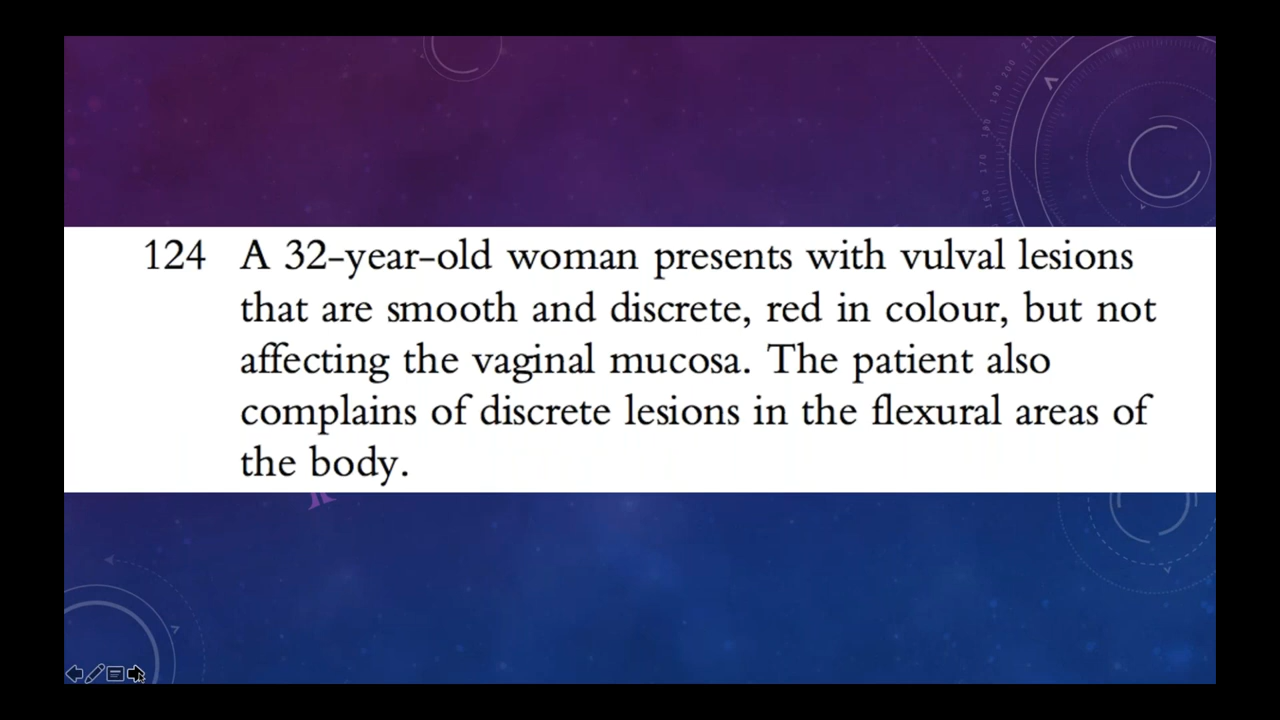 124 A 32-year-old woman presents with vulval lesions
that are smooth and discrete, red in colour, but not
affecting the vaginal mucosa. The patient also
complains of discrete lesions in the flexural areas of
the body.